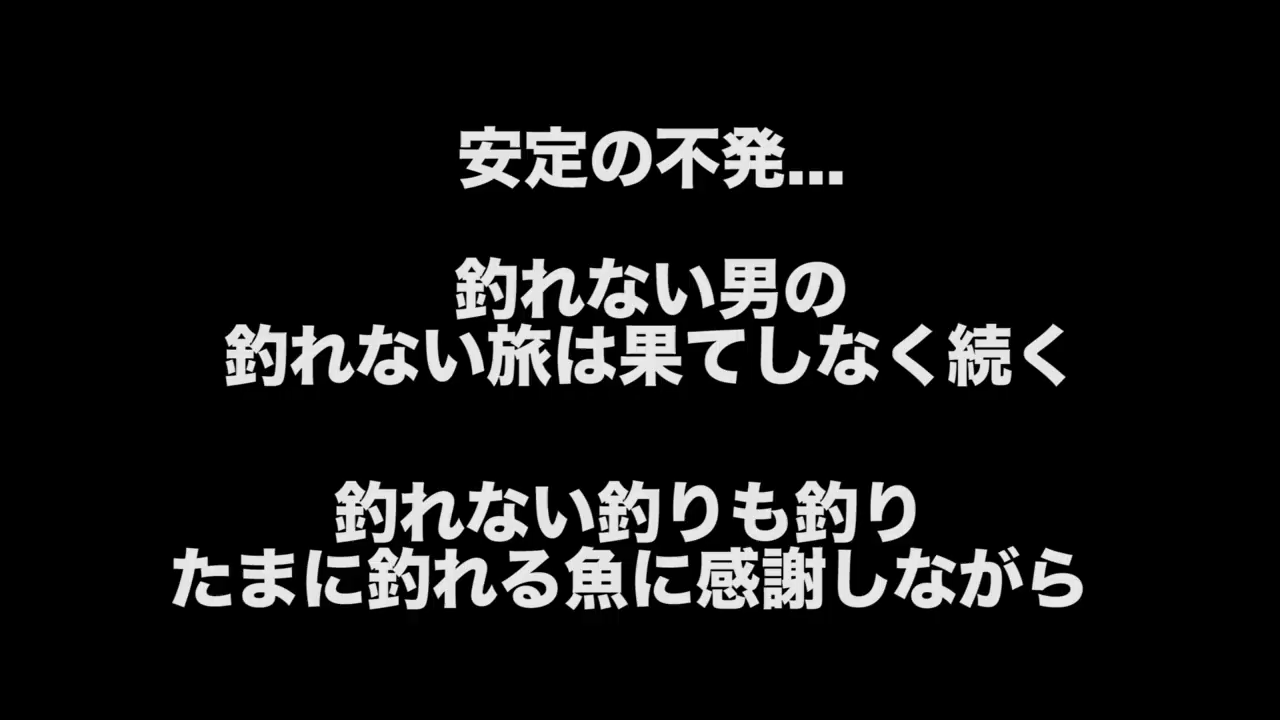 安定の不発...
釣れない男の
釣れない旅は果てしなく続く
釣れない釣りも釣り
たまに釣れる魚に感謝しながら